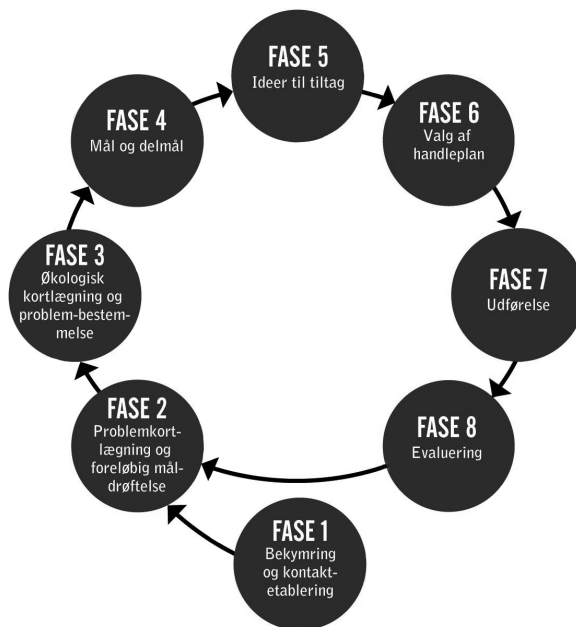 FASE 1
Bekymring
og kontakt-
etablering
FASE 2
Problemkort-
lægning og
foreløbig mål-
drøftelse
FASE 3
Økologisk
kortlægning og
problem-bestem-
melse
FASE 4
Mål og delmål
FASE 5
Ideer til tiltag
FASE 6
Valg af
handleplan
FASE 7
Udførelse
FASE 8
Evaluering